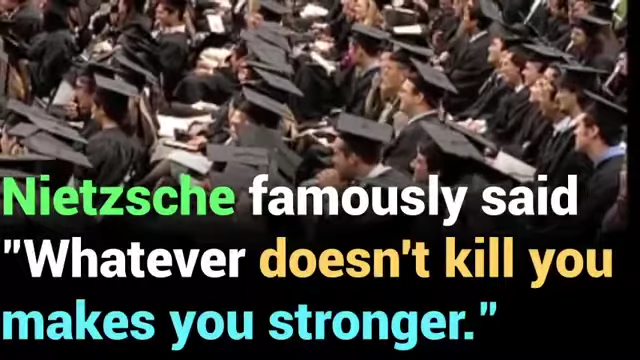 Nietzsche famously said
"Whatever doesn't kill you
makes you stronger."